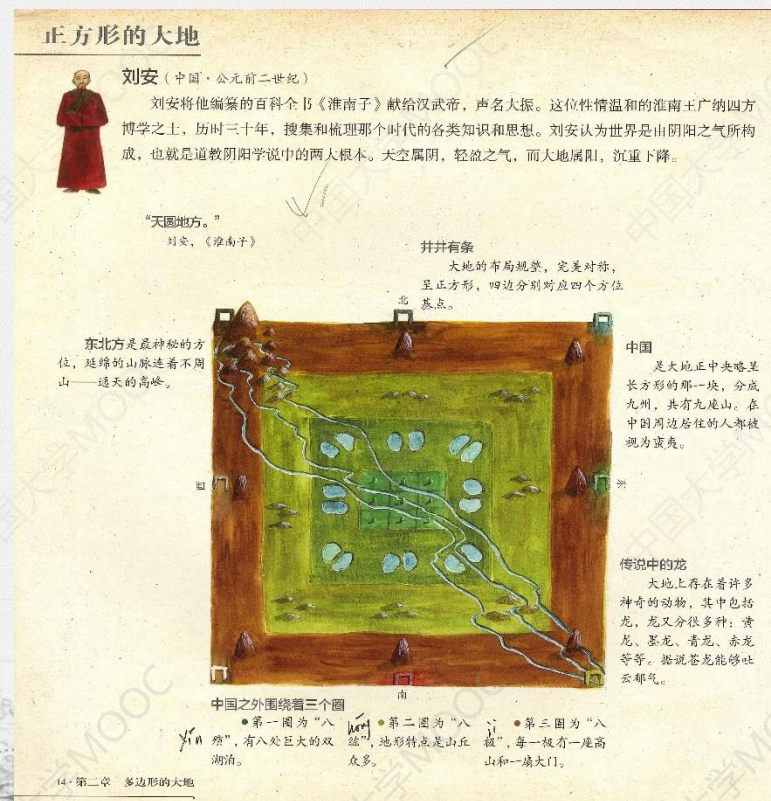 正方形的大地
刘安（中国·公元前二世纪）
刘安将他编纂的百科全书《淮南子》献给汉武帝，声名大振。这位性情温和的淮南王广纳四方
博学之士，历时三十年，搜集和梳理那个时代的各类知识和思想。刘安认为世界是由阴阳之气所构
成，也就是道教阴阳学说中的两大根本。天空属阴，轻盈之气，而大地属阳，沉重下降。
“天圆地方。”
刘安，《淮南子》
井井有条
大地的布局规整，完美对称，
呈正方形，四边分别对应四个方位
基点。
北
东北方是最神秘的方
位，延绵的山脉连着不周
山——通天的高峰。
中国
是大地正中央略呈
长方形的那一块，分成
九州，共有九座山。在
中国周边居住的人都被
视为蛮夷。
西
东
传说中的龙
大地上存在着许多
神奇的动物，其中包括
龙，龙又分很多种：黄
龙、墨龙、青龙、赤龙
等等。据说苍龙能够吐
云郁气。
南
中国之外围绕着三个圈
●第一圈为“八
殥”，有八处巨大的双
湖泊。
yín
●第二圈为“八
紘”，地形特点是山丘
众多。
hóng
●第三圈为“八
极”，每一极有一座高
山和一扇大门。
jí
14·第二章 多边形的大地
中国大学MOOC